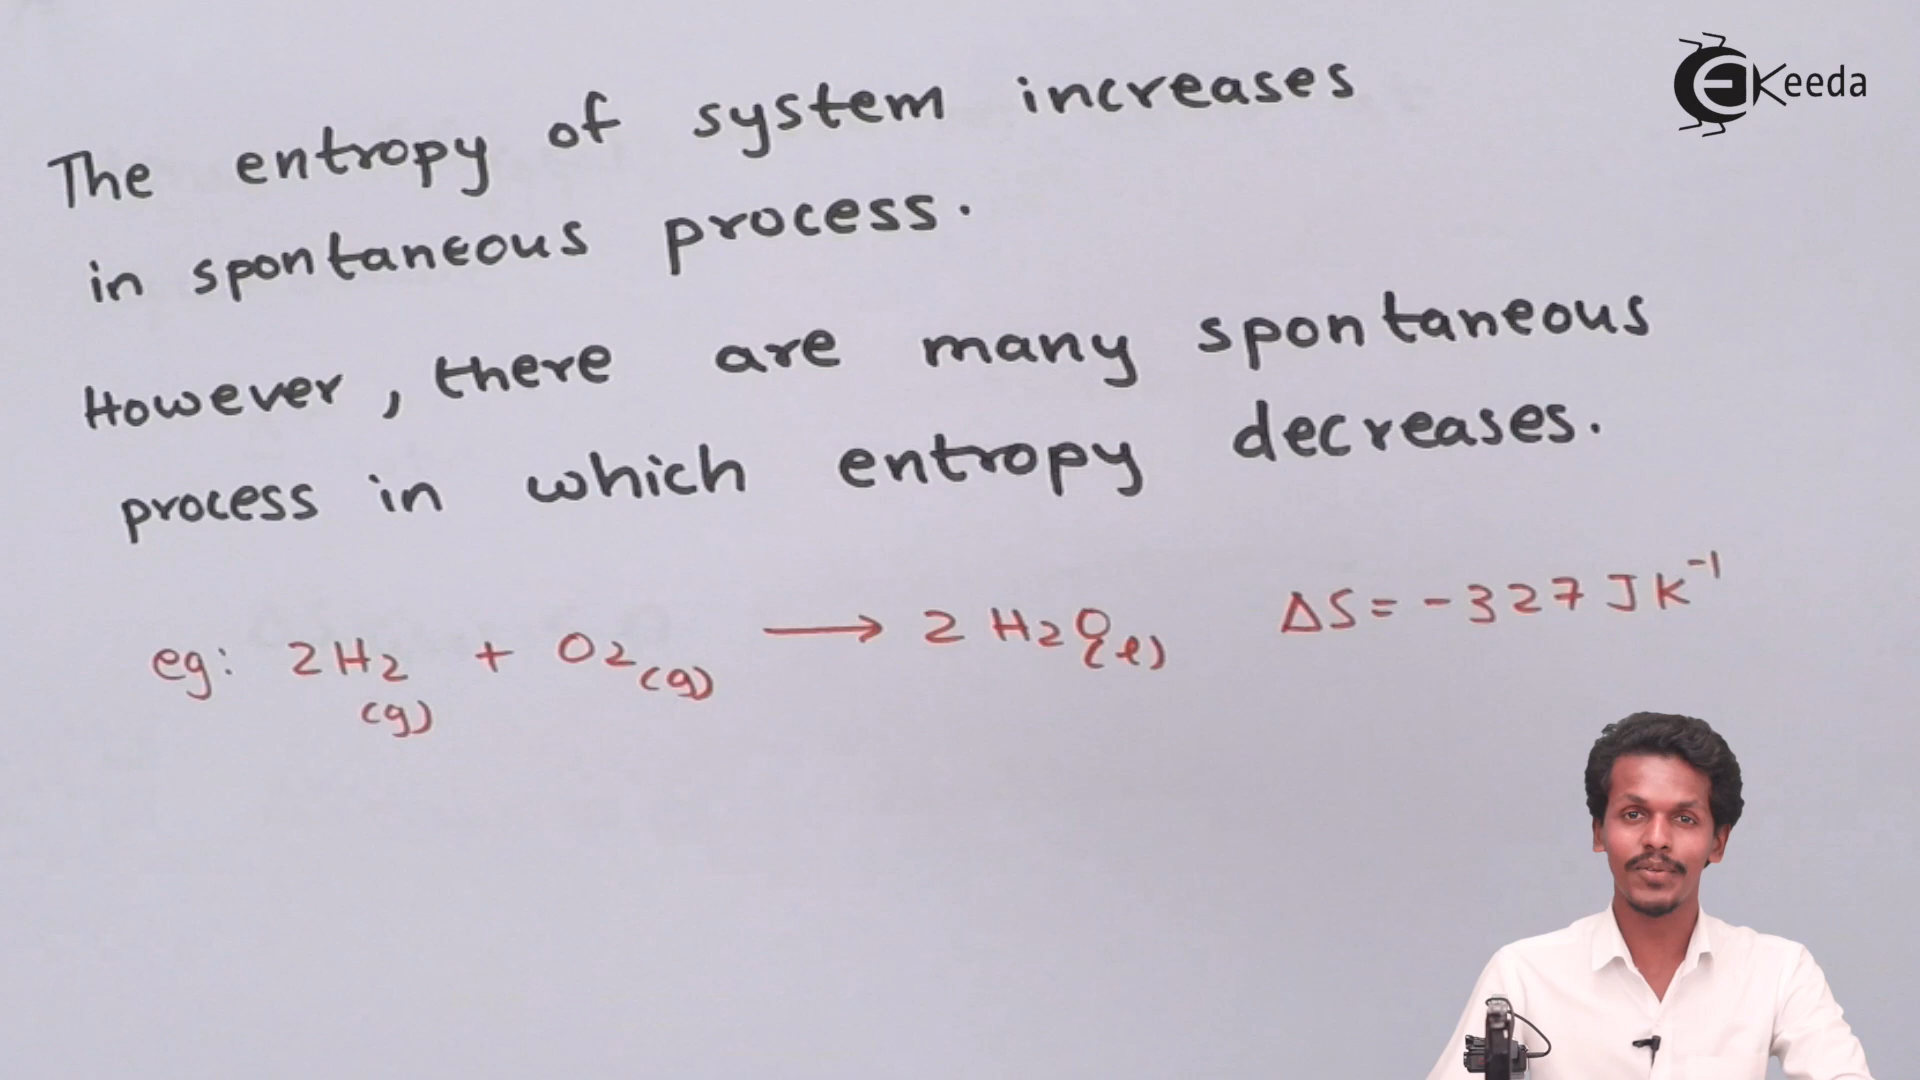 EKeeda
The entropy of system increases
in spontaneous process.
However, there are many spontaneous
process in which entropy decreases.
eg: 2H2 (g) + O2(g) ⟶ 2H2O(l) ΔS = -327 JK⁻¹